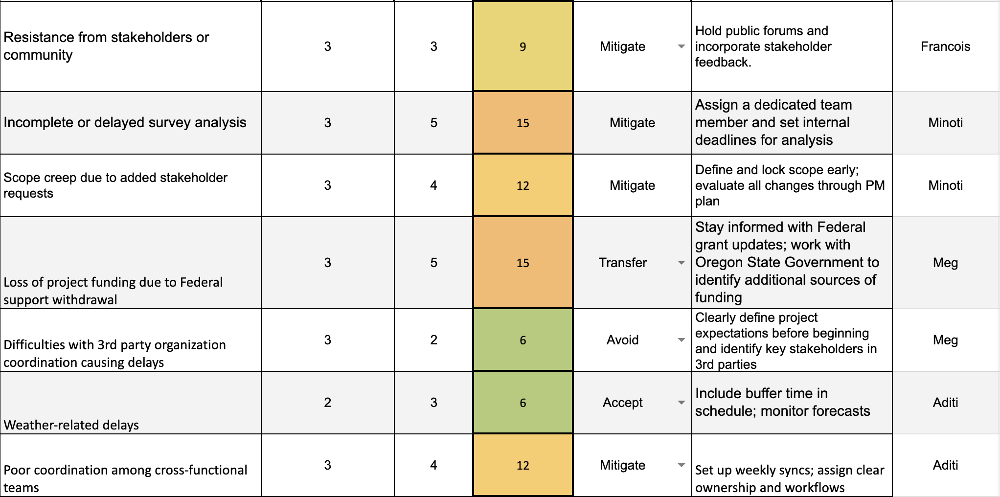 Resistance from stakeholders or
community
3
3
9
Mitigate
Hold public forums and
incorporate stakeholder
feedback.
Francois
Incomplete or delayed survey analysis
3
5
15
Mitigate
Assign a dedicated team
member and set internal
deadlines for analysis
Minoti
Scope creep due to added stakeholder
requests
3
4
12
Mitigate
Define and lock scope early;
evaluate all changes through PM
plan
Minoti
Loss of project funding due to Federal
support withdrawal
3
5
15
Transfer
Stay informed with Federal
grant updates; work with
Oregon State Government to
identify additional sources of
funding
Meg
Difficulties with 3rd party organization
coordination causing delays
3
2
6
Avoid
Clearly define project
expectations before beginning
and identify key stakeholders in
3rd parties
Meg
Weather-related delays
2
3
6
Accept
Include buffer time in
schedule; monitor forecasts
Aditi
Poor coordination among cross-functional
teams
3
4
12
Mitigate
Set up weekly syncs; assign clear
ownership and workflows
Aditi